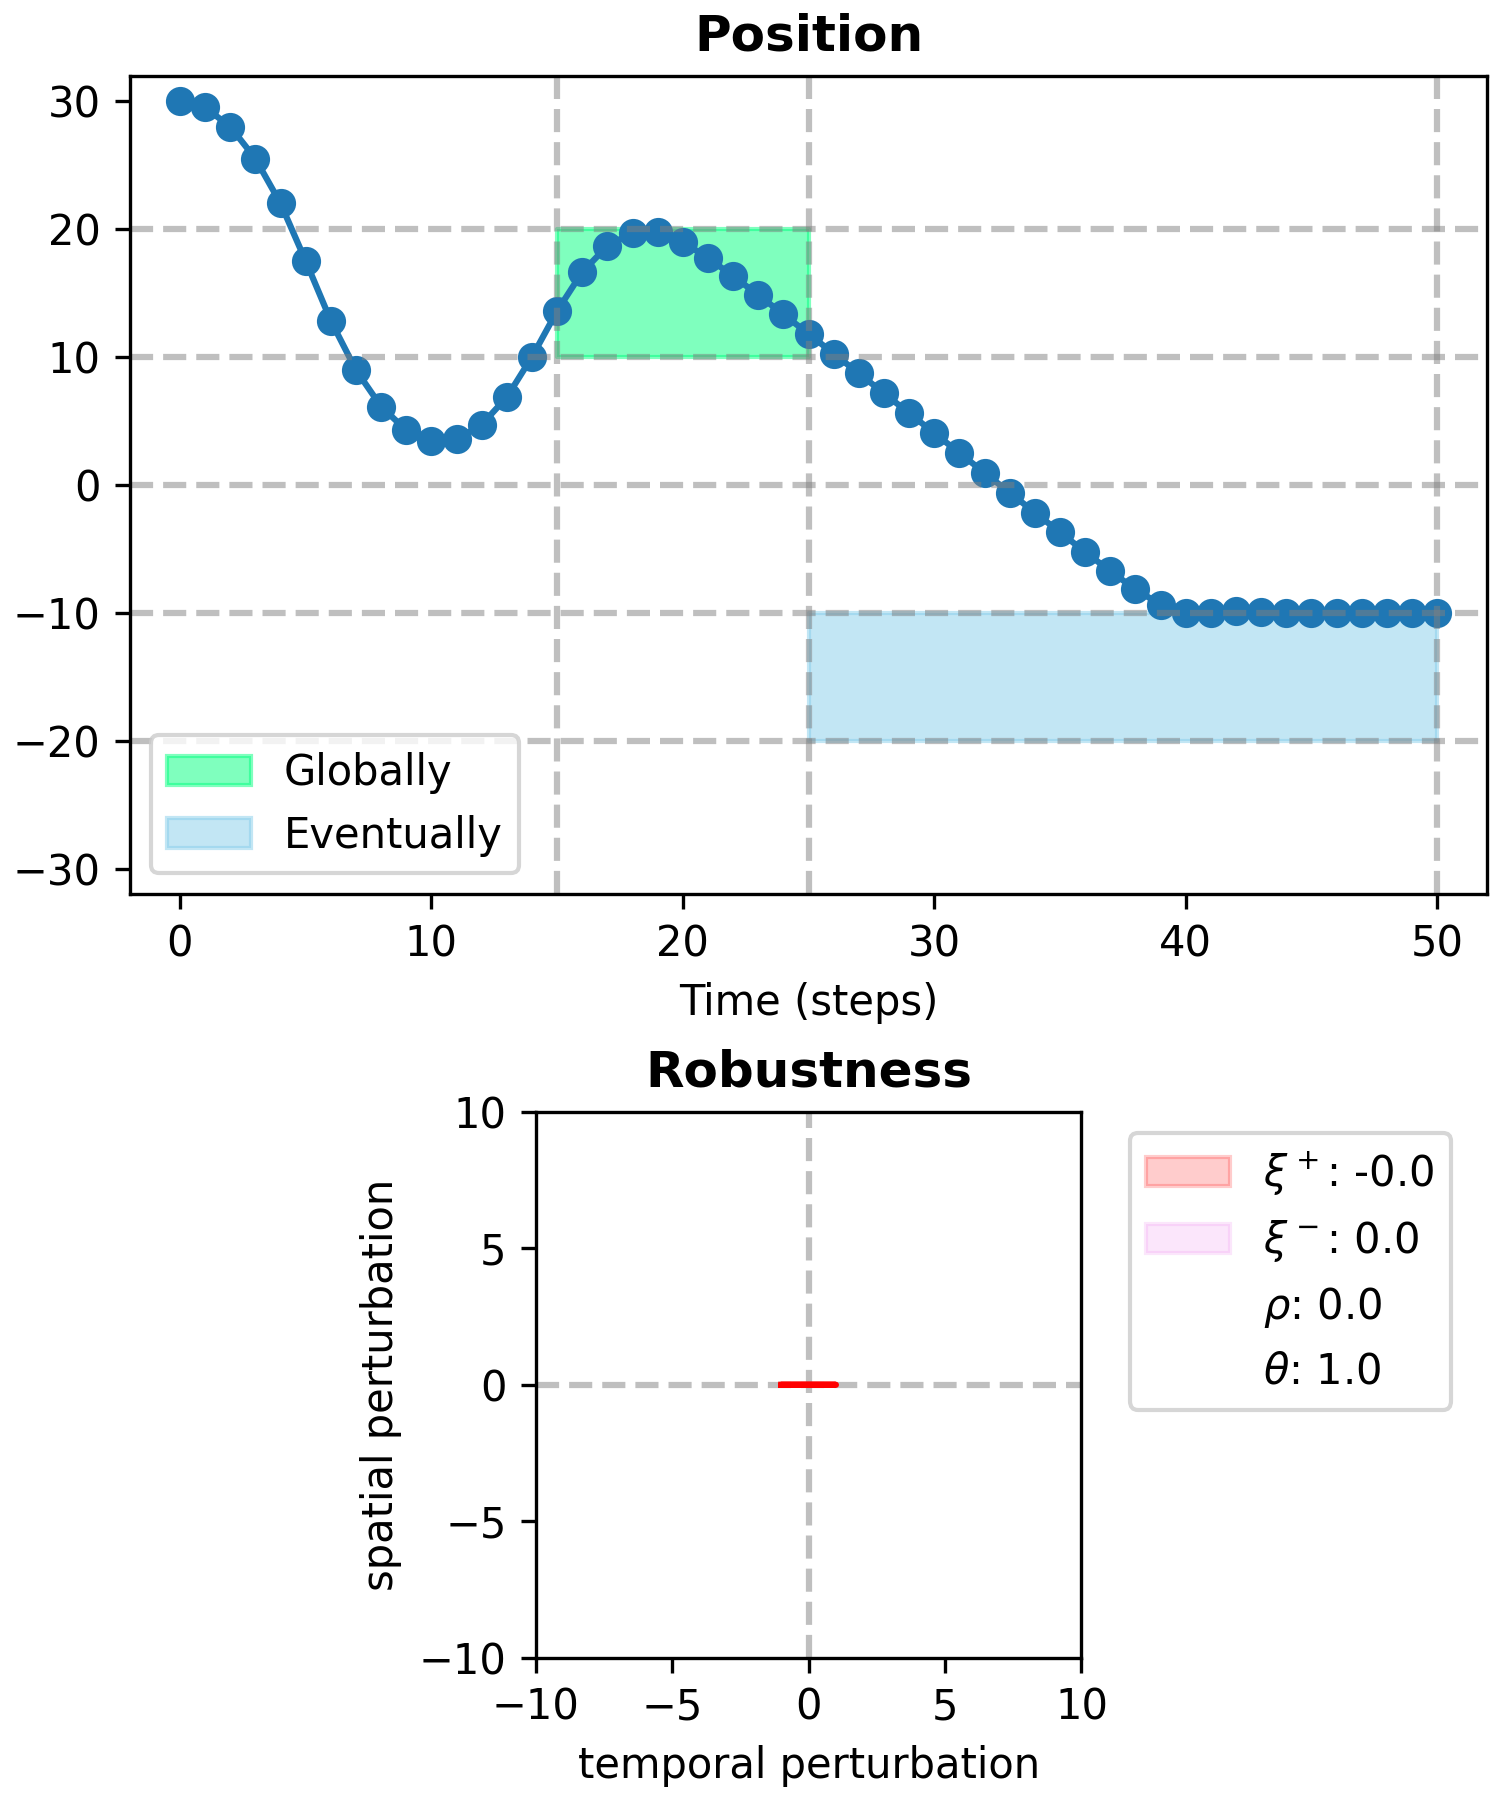 Position
30
20
10
0
−10
−20
−30
Globally
Eventually
0 10 20 30 40 50
Time (steps)
Robustness
10
5
0
−5
−10
spatial perturbation
−10 −5 0 5 10
temporal perturbation
ξ⁺: -0.0
ξ⁻: 0.0
ρ: 0.0
θ: 1.0